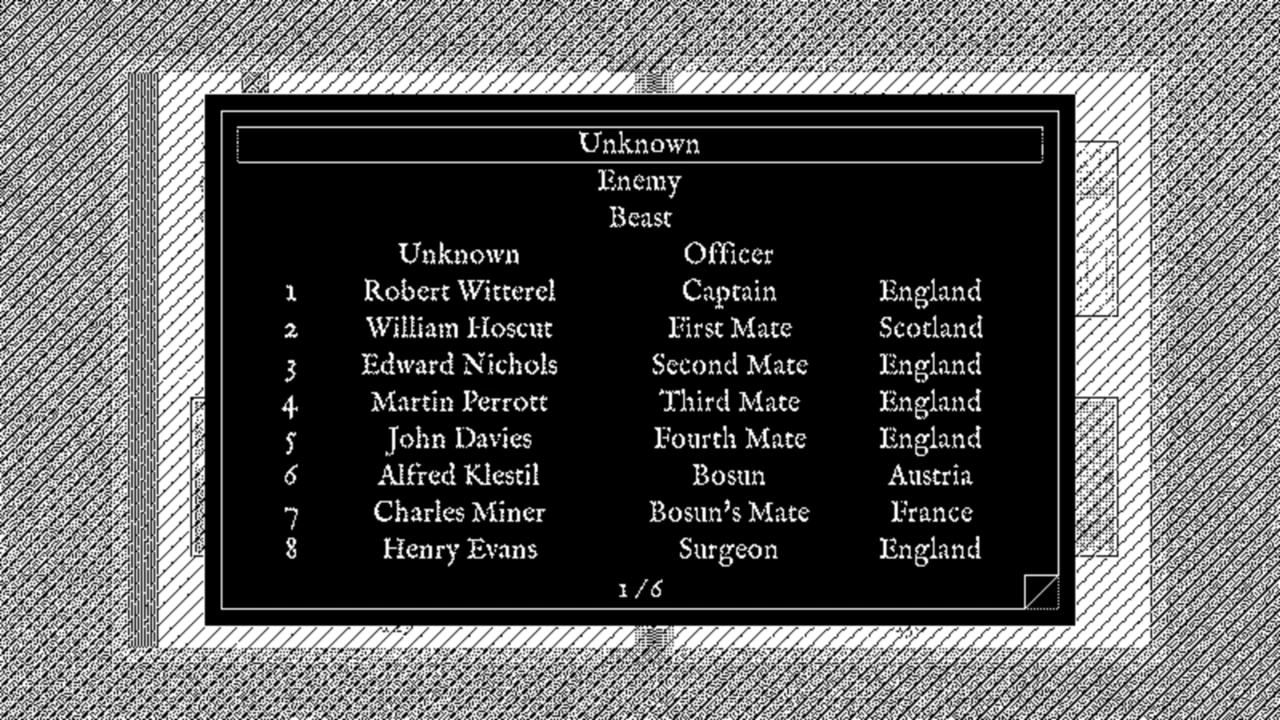 Unknown
Enemy
Beast
Unknown Officer
1 Robert Witterel Captain England
2 William Hoscut First Mate Scotland
3 Edward Nichols Second Mate England
4 Martin Perrott Third Mate England
5 John Davies Fourth Mate England
6 Alfred Klestil Bosun Austria
7 Charles Miner Bosun's Mate France
8 Henry Evans Surgeon England
1/6